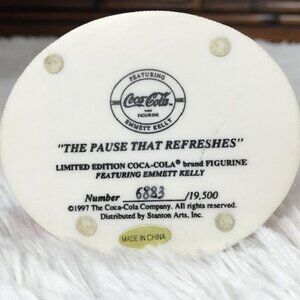 FEATURING
Coca-Cola
FIGURINE
EMMETT KELLY
"THE PAUSE THAT REFRESHES"
LIMITED EDITION COCA-COLA® brand FIGURINE
FEATURING EMMETT KELLY
Number 6883/19,500
©1997 The Coca-Cola Company. All rights reserved.
Distributed by Stanton Arts, Inc.
MADE IN CHINA